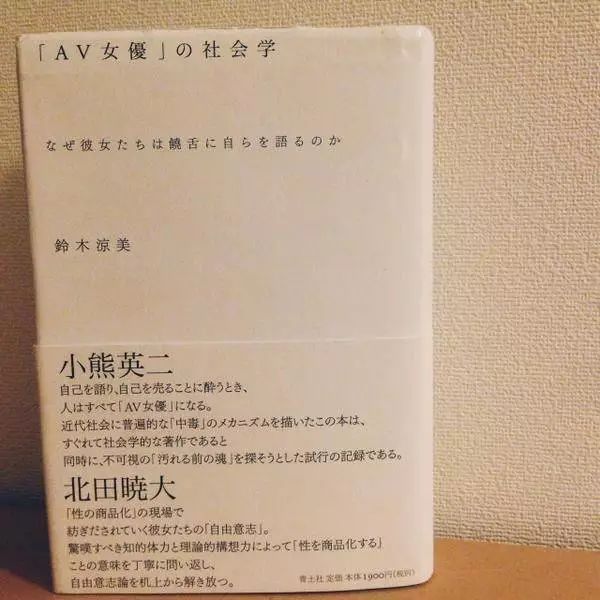 「AV女優」の社会学
なぜ彼女たちは饒舌に自らを語るのか
鈴木涼美
小熊英二
自己を語り、自己を売ることに酔うとき、
人はすべて「AV女優」になる。
近代社会に普遍的な「中毒」のメカニズムを描いたこの本は、
すぐれて社会学的な著作であると
同時に、不可視の「汚れる前の魂」を探そうとした試行の記録である。
北田暁大
「性の商品化」の現場で
紡ぎだされていく彼女たちの「自由意志」。
驚嘆すべき知的体力と理論的構想力によって「性を商品化する」
ことの意味を丁寧に問い返し、
自由意志論を机上から解き放つ。
青土社 定価 本体1900円(税別)